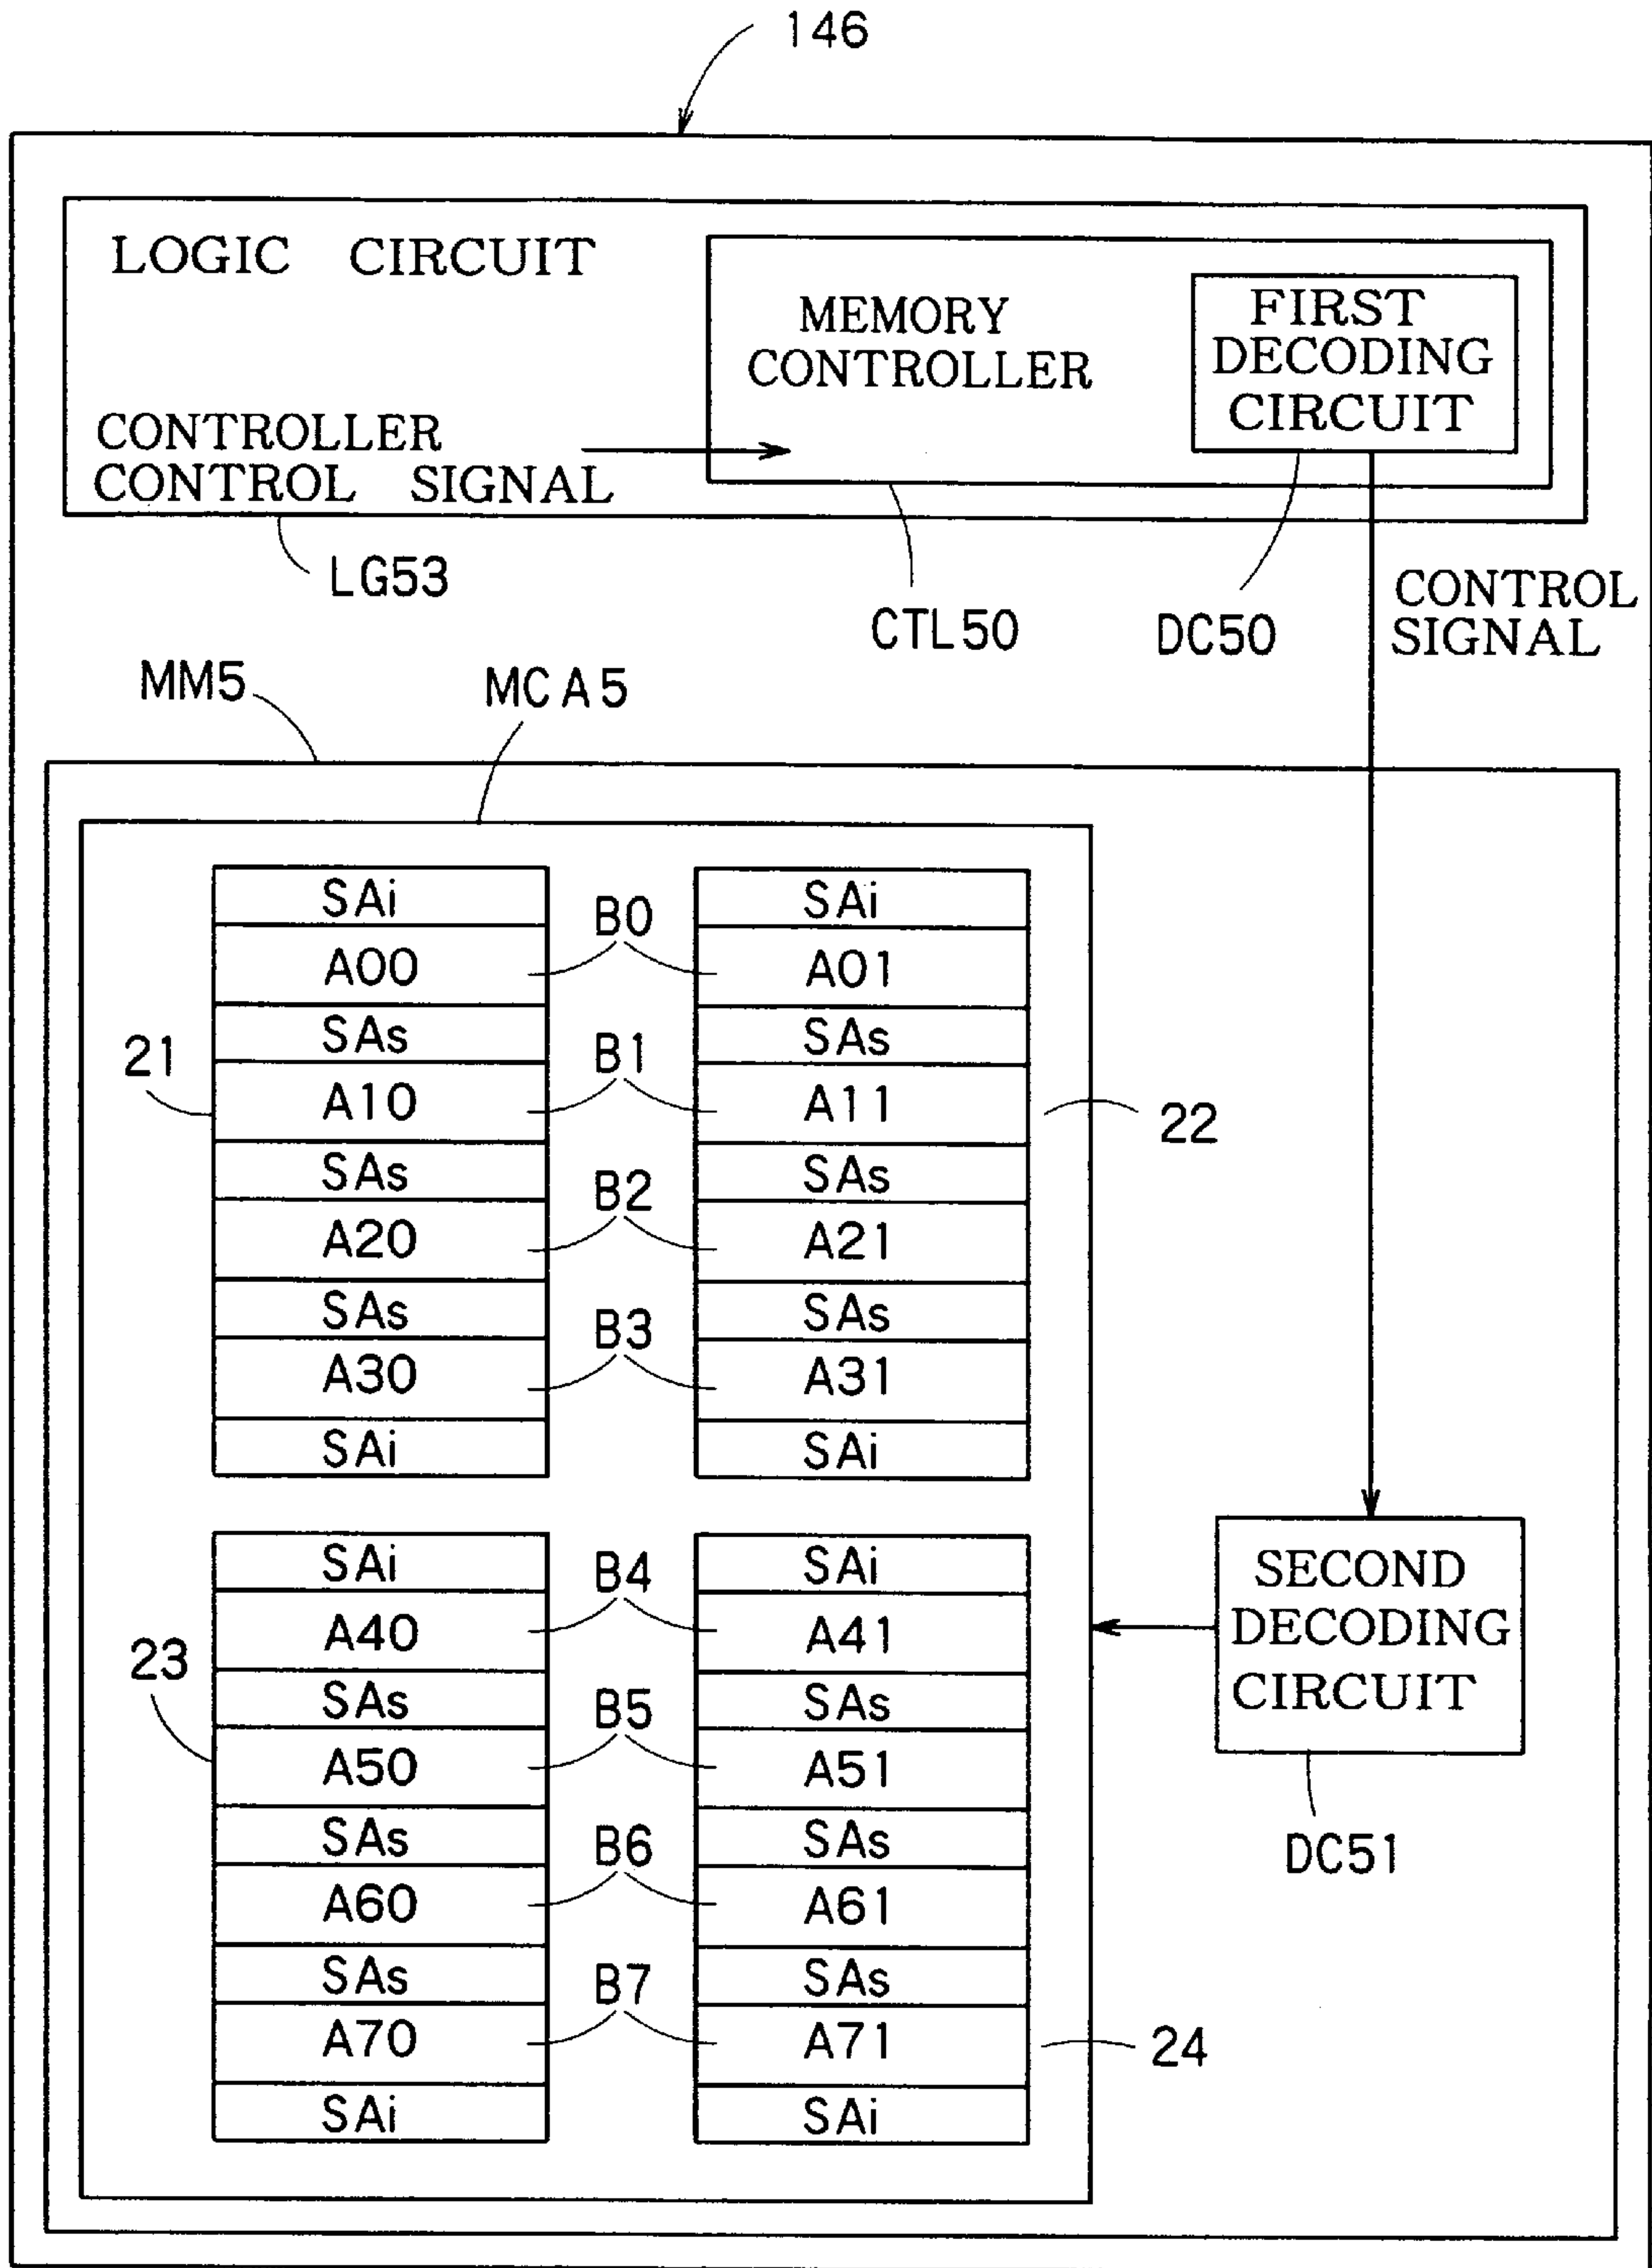 146
LOGIC CIRCUIT
MEMORY
CONTROLLER
FIRST
DECODING
CIRCUIT
CONTROLLER
CONTROL SIGNAL
LG53
CTL50
DC50
CONTROL
SIGNAL
MM5
MCA5
SAi
B0
SAi
A00
A01
SAs
SAs
21
B1
A10
A11
22
SAs
SAs
B2
A20
A21
SAs
SAs
B3
A30
A31
SAi
SAi
SAi
B4
SAi
A40
A41
23
SAs
SAs
B5
A50
A51
SAs
SAs
B6
A60
A61
SAs
SAs
B7
A70
A71
24
SAi
SAi
SECOND
DECODING
CIRCUIT
DC51